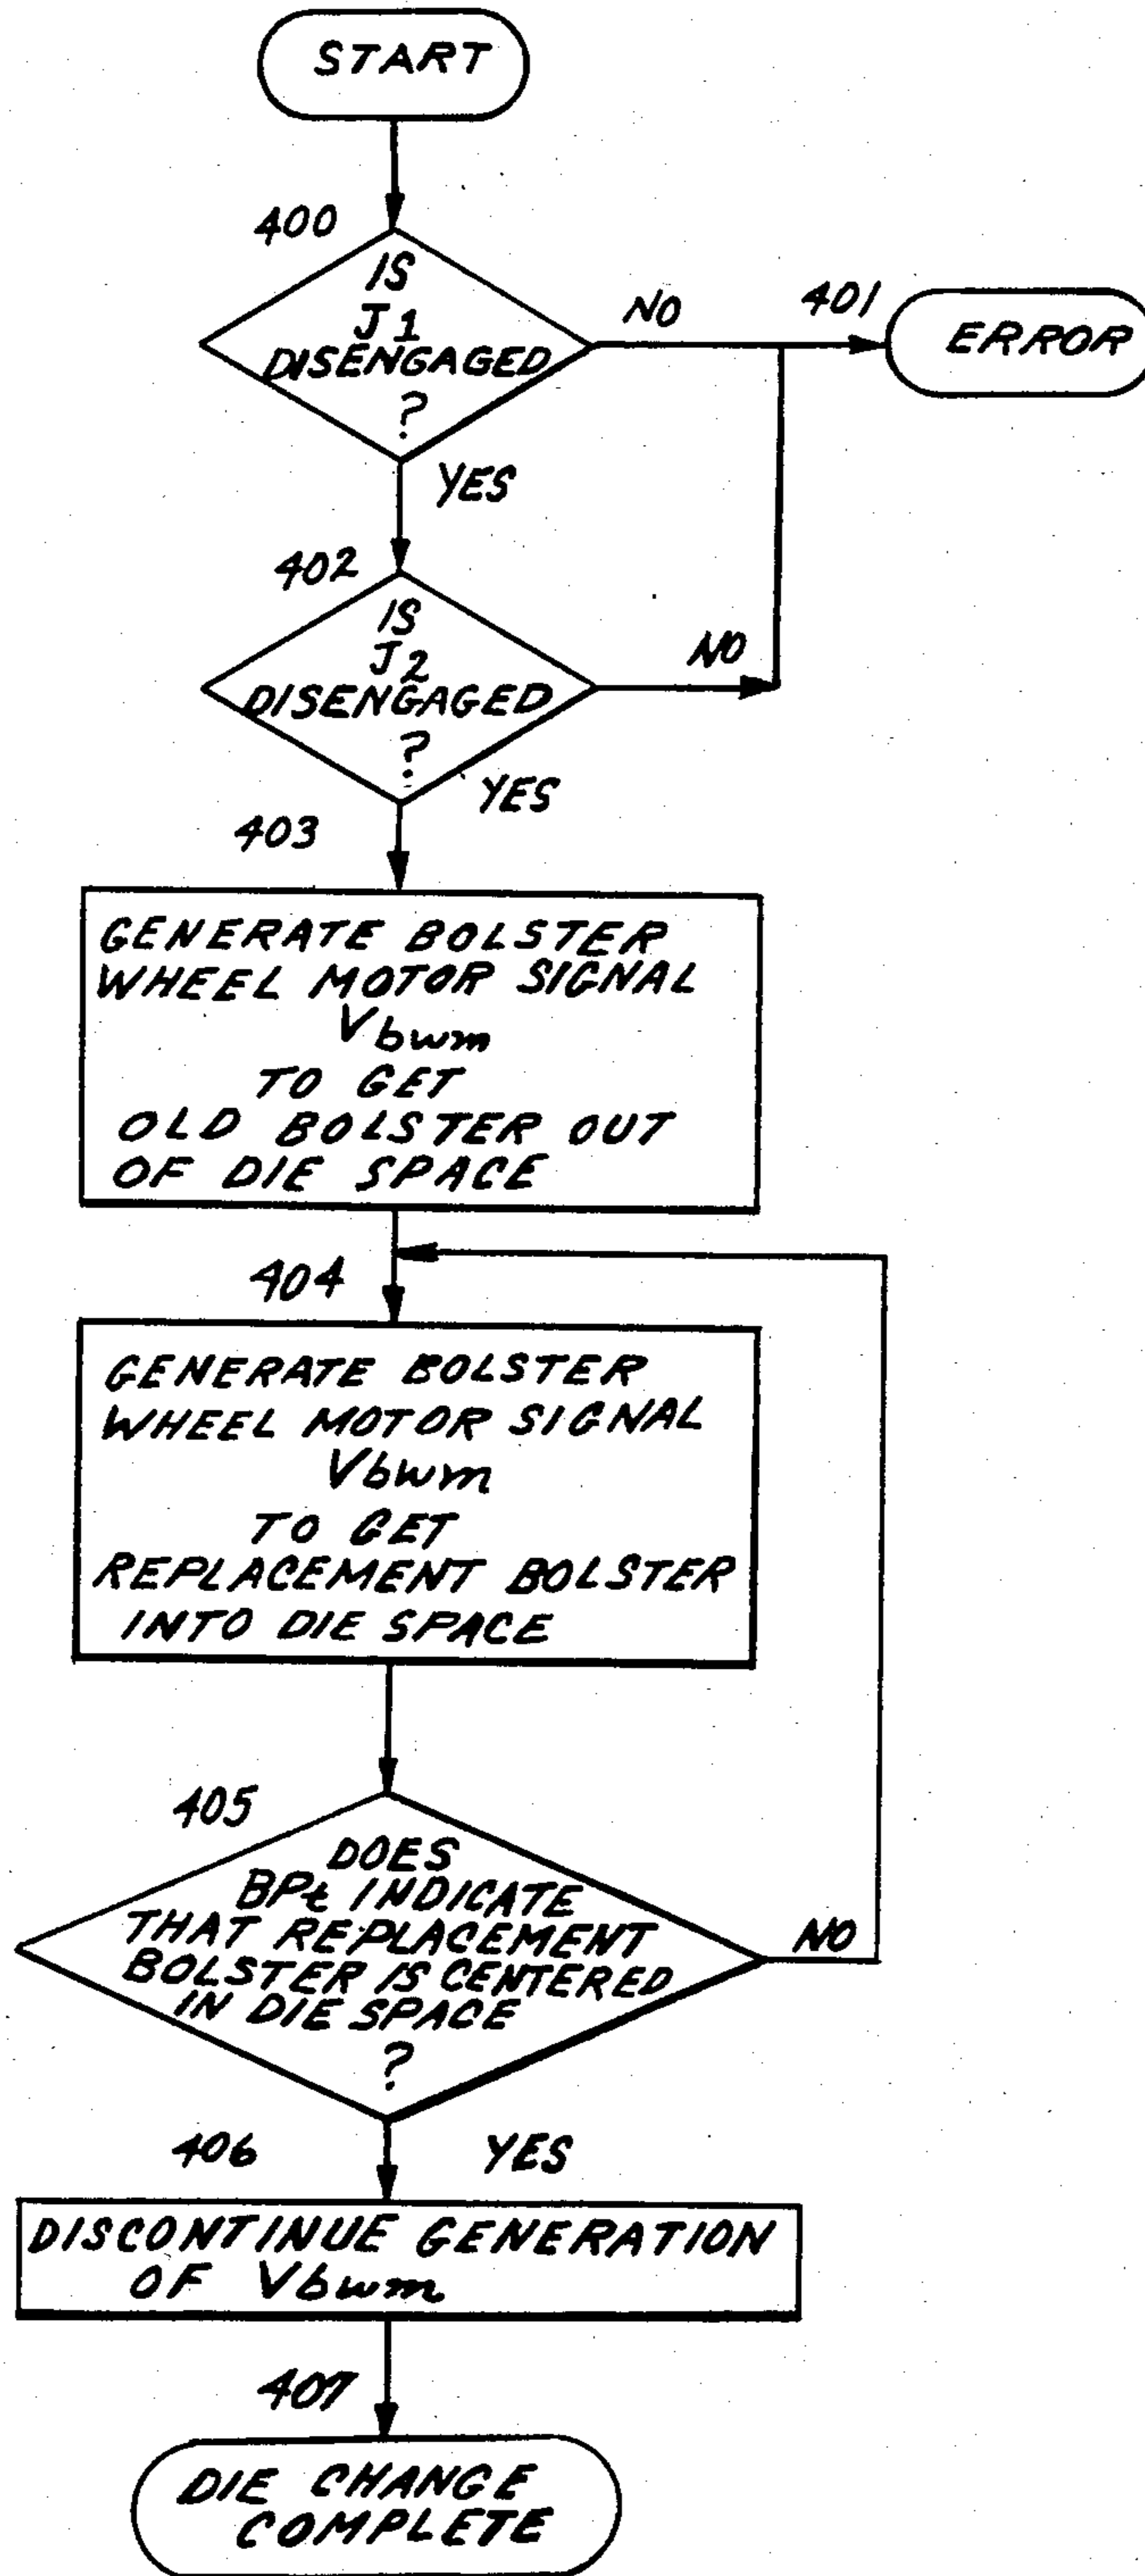 START
400
IS
J1
DISENGAGED
?
NO
401
ERROR
YES
402
IS
J2
DISENGAGED
?
NO
YES
403
GENERATE BOLSTER
WHEEL MOTOR SIGNAL
Vbwm
TO GET
OLD BOLSTER OUT
OF DIE SPACE
404
GENERATE BOLSTER
WHEEL MOTOR SIGNAL
Vbwm
TO GET
REPLACEMENT BOLSTER
INTO DIE SPACE
405
DOES
BPt INDICATE
THAT REPLACEMENT
BOLSTER IS CENTERED
IN DIE SPACE
?
NO
406
YES
DISCONTINUE GENERATION
OF Vbwm
407
DIE CHANGE
COMPLETE